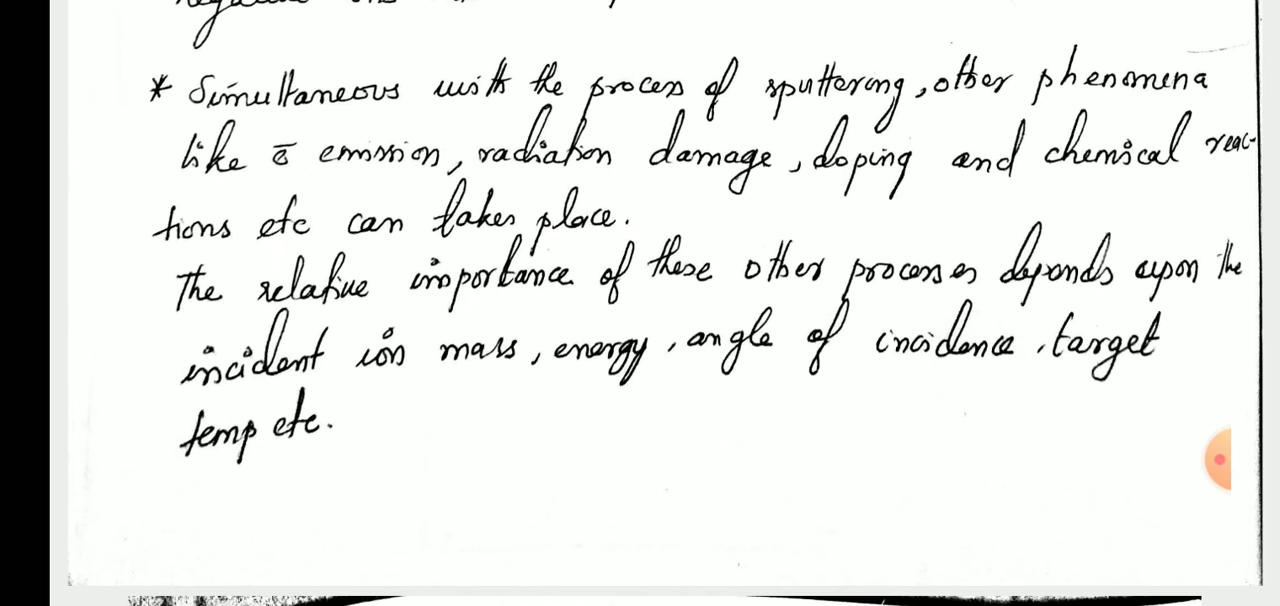 * Simultaneous with the process of sputtering, other phenomena
like ē emission, radiation damage, doping and chemical reac-
tions etc can takes place.
The relative importance of these other processes depends upon the
incident ion mass, energy, angle of incidence, target
temp etc.